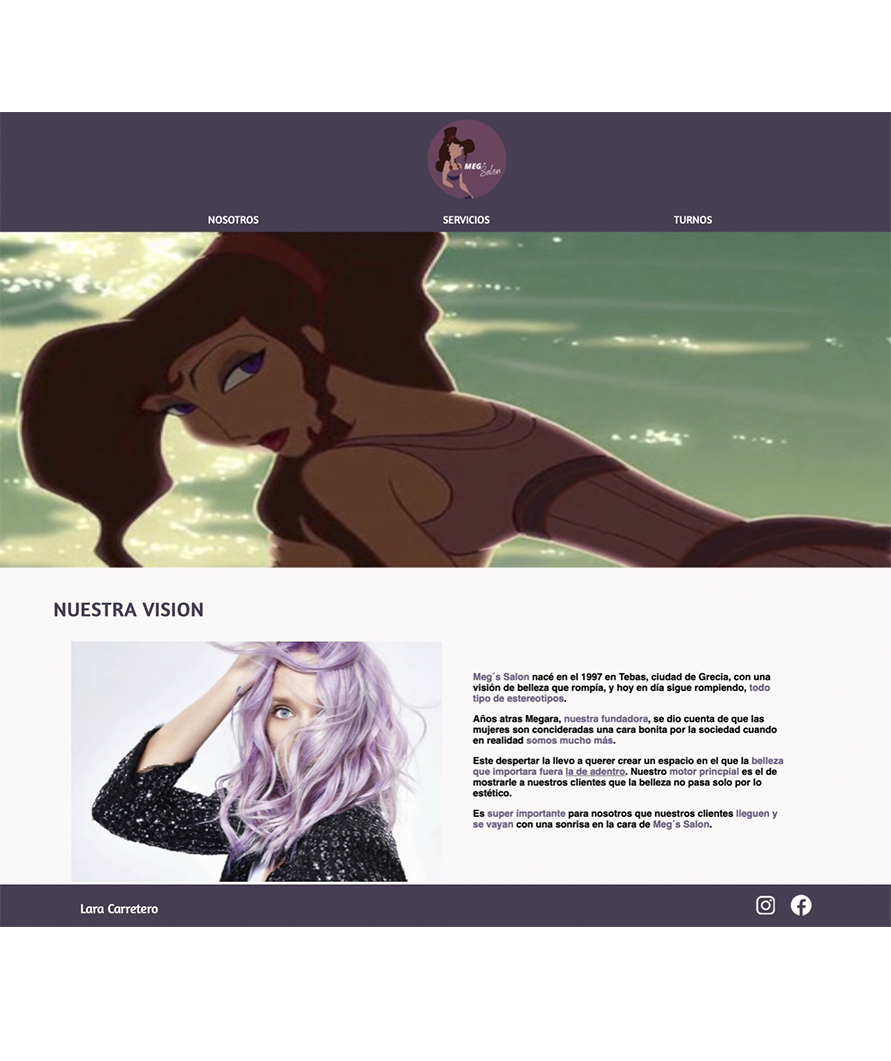 MEG´S
Salon
NOSOTROS SERVICIOS TURNOS
NUESTRA VISION
Meg´s Salon nacé en el 1997 en Tebas, ciudad de Grecia, con una
visión de belleza que rompía, y hoy en día sigue rompiendo, todo
tipo de estereotipos.
Años atras Megara, nuestra fundadora, se dio cuenta de que las
mujeres son concideradas una cara bonita por la sociedad cuando
en realidad somos mucho más.
Este despertar la llevo a querer crear un espacio en el que la belleza
que importara fuera la de adentro. Nuestro motor princpial es el de
mostrarle a nuestros clientes que la belleza no pasa solo por lo
estético.
Es super importante para nosotros que nuestros clientes lleguen y
se vayan con una sonrisa en la cara de Meg´s Salon.
Lara Carretero